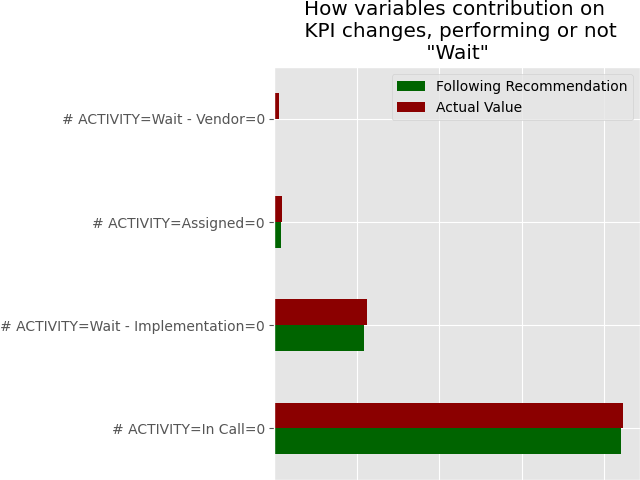 How variables contribution on
KPI changes, performing or not
"Wait"
Following Recommendation
Actual Value
# ACTIVITY=Wait - Vendor=0
# ACTIVITY=Assigned=0
# ACTIVITY=Wait - Implementation=0
# ACTIVITY=In Call=0